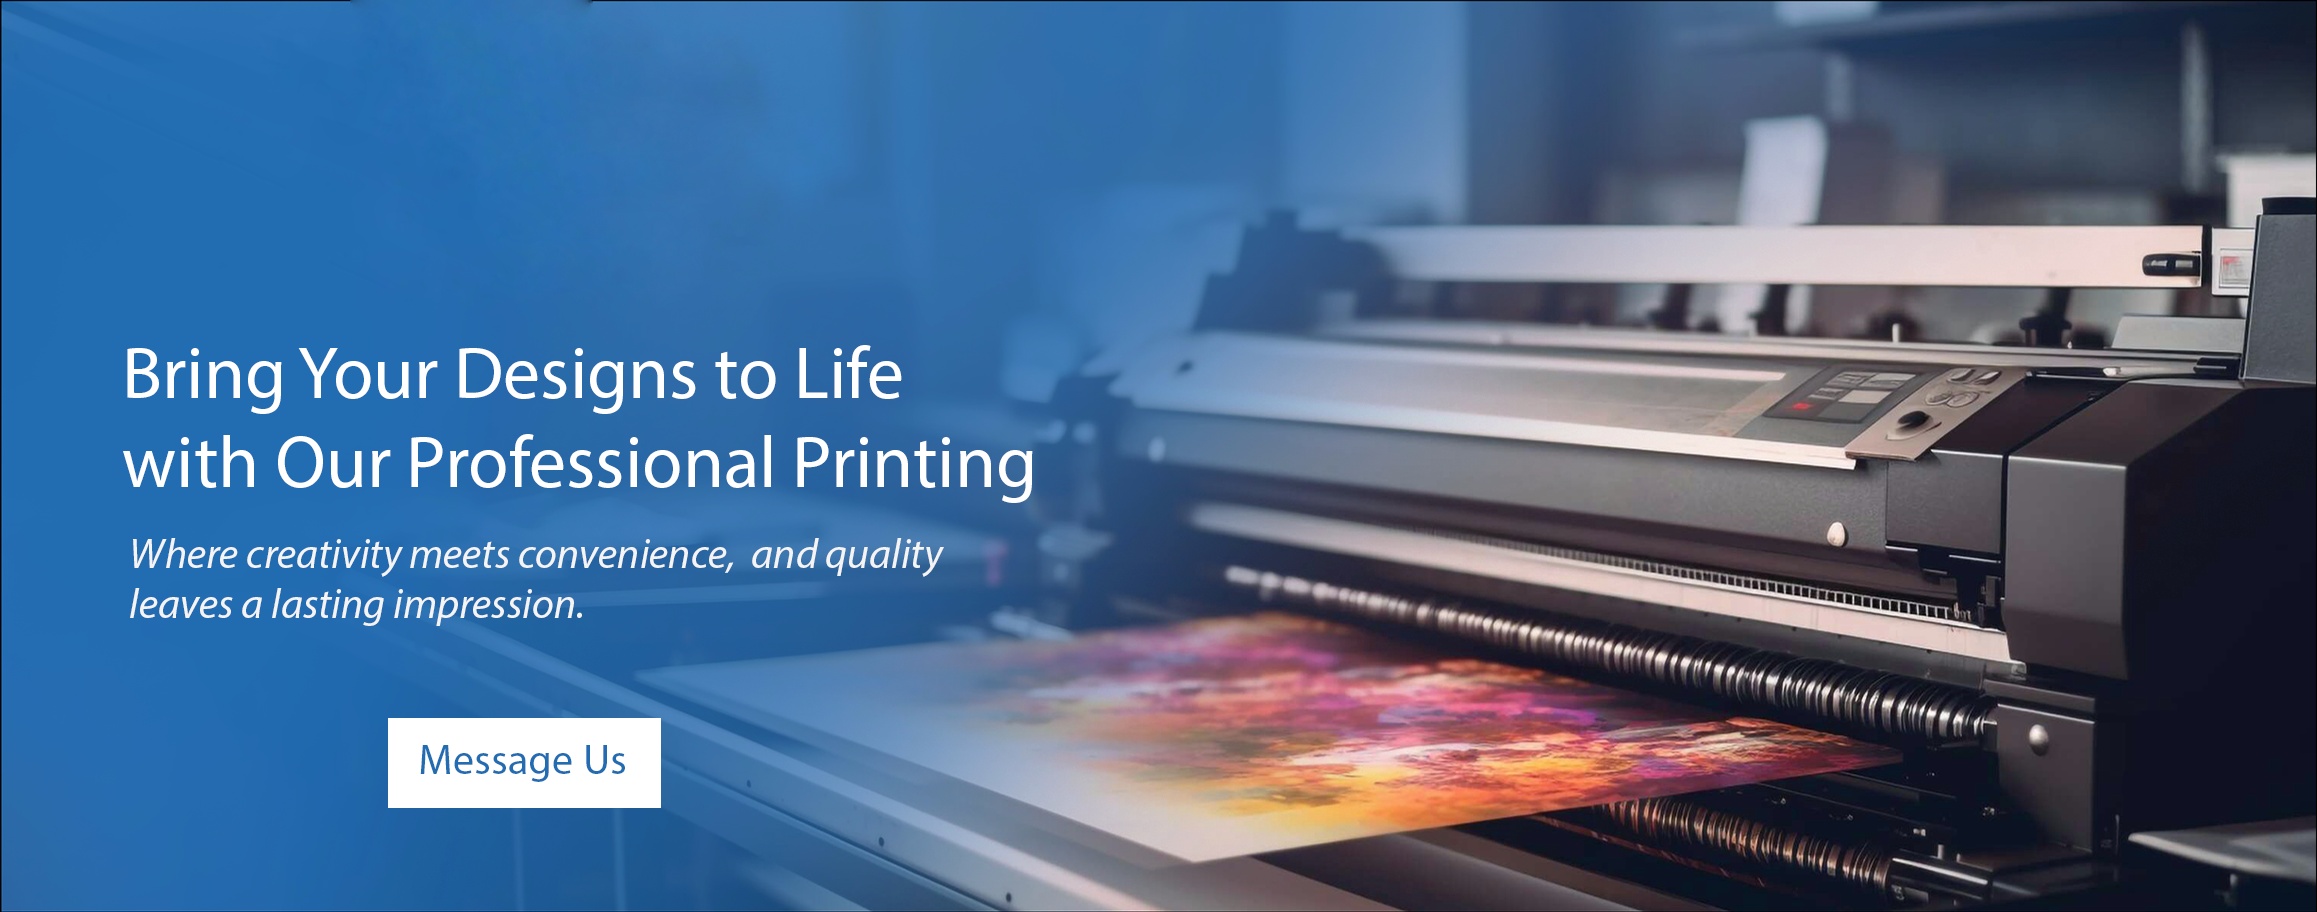 Bring Your Designs to Life
with Our Professional Printing
Where creativity meets convenience,  and quality
leaves a lasting impression.
Message Us